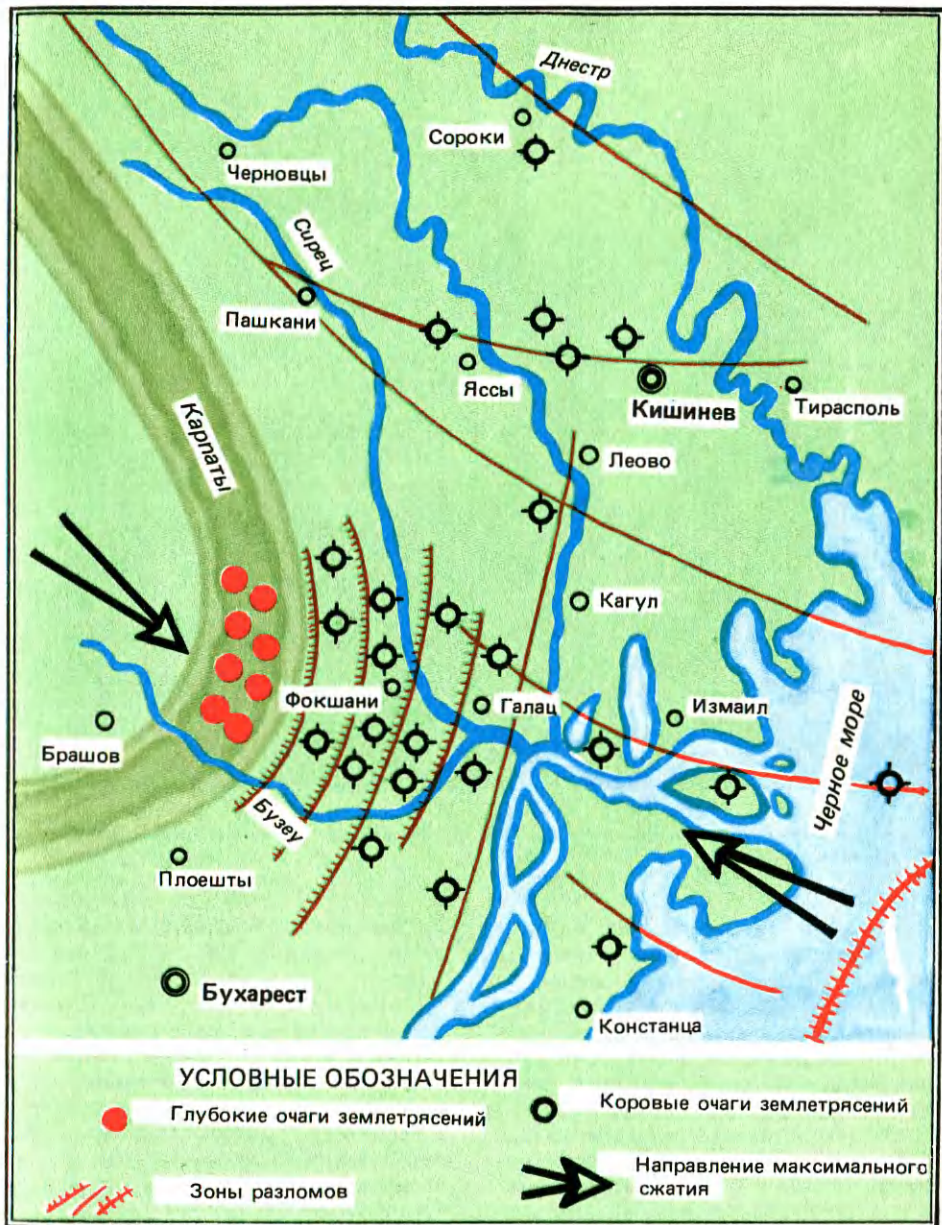 Днестр
Сороки
Черновцы
Сирец
Пашкани
Яссы
Кишинев
Тирасполь
Карпаты
Леово
Кагул
Фокшани
Галац
Измаил
Брашов
Черное море
Бузеу
Плоешты
Бухарест
Констанца
УСЛОВНЫЕ ОБОЗНАЧЕНИЯ
Глубокие очаги землетрясений
Коровые очаги землетрясений
Зоны разломов
Направление максимального
сжатия